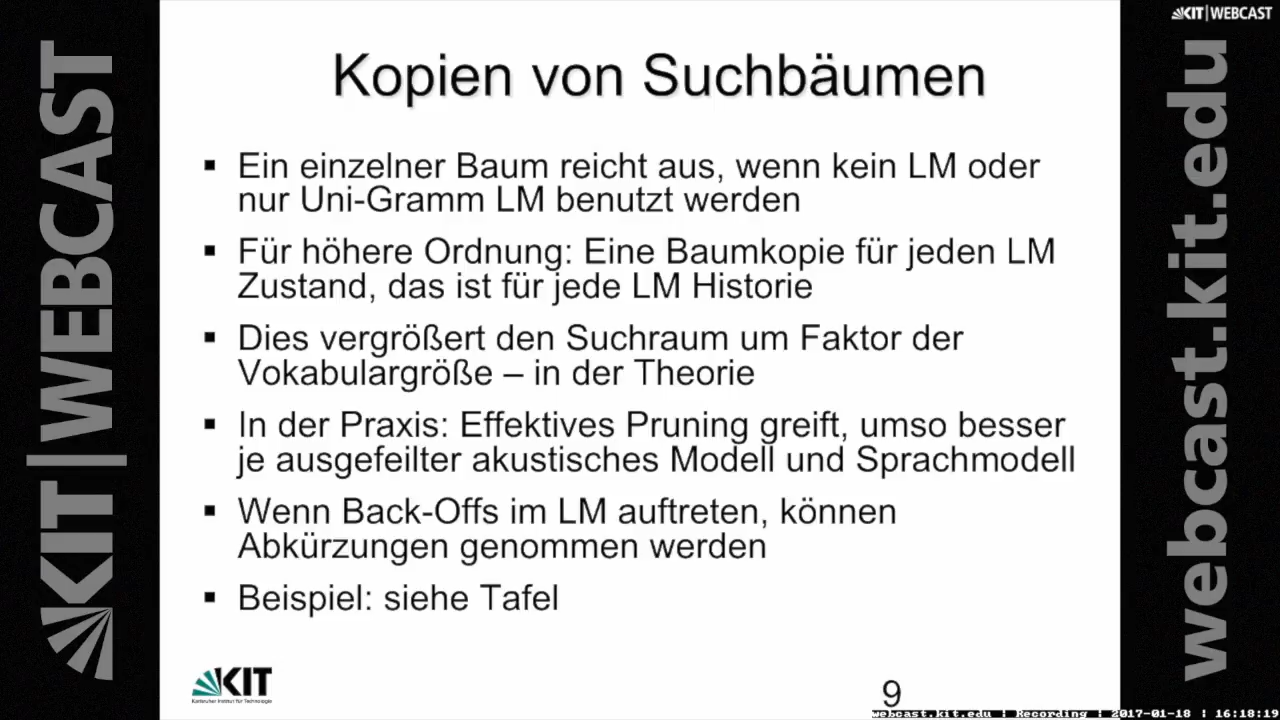 KIT|WEBCAST
KIT|WEBCAST
webcast.kit.edu
Kopien von Suchbäumen
▪ Ein einzelner Baum reicht aus, wenn kein LM oder
nur Uni-Gramm LM benutzt werden
▪ Für höhere Ordnung: Eine Baumkopie für jeden LM
Zustand, das ist für jede LM Historie
▪ Dies vergrößert den Suchraum um Faktor der
Vokabulargröße – in der Theorie
▪ In der Praxis: Effektives Pruning greift, umso besser
je ausgefeilter akustisches Modell und Sprachmodell
▪ Wenn Back-Offs im LM auftreten, können
Abkürzungen genommen werden
▪ Beispiel: siehe Tafel
KIT
Karlsruher Institut für Technologie
9
webcast.kit.edu | Recording | 2017-01-18 | 16:18:19